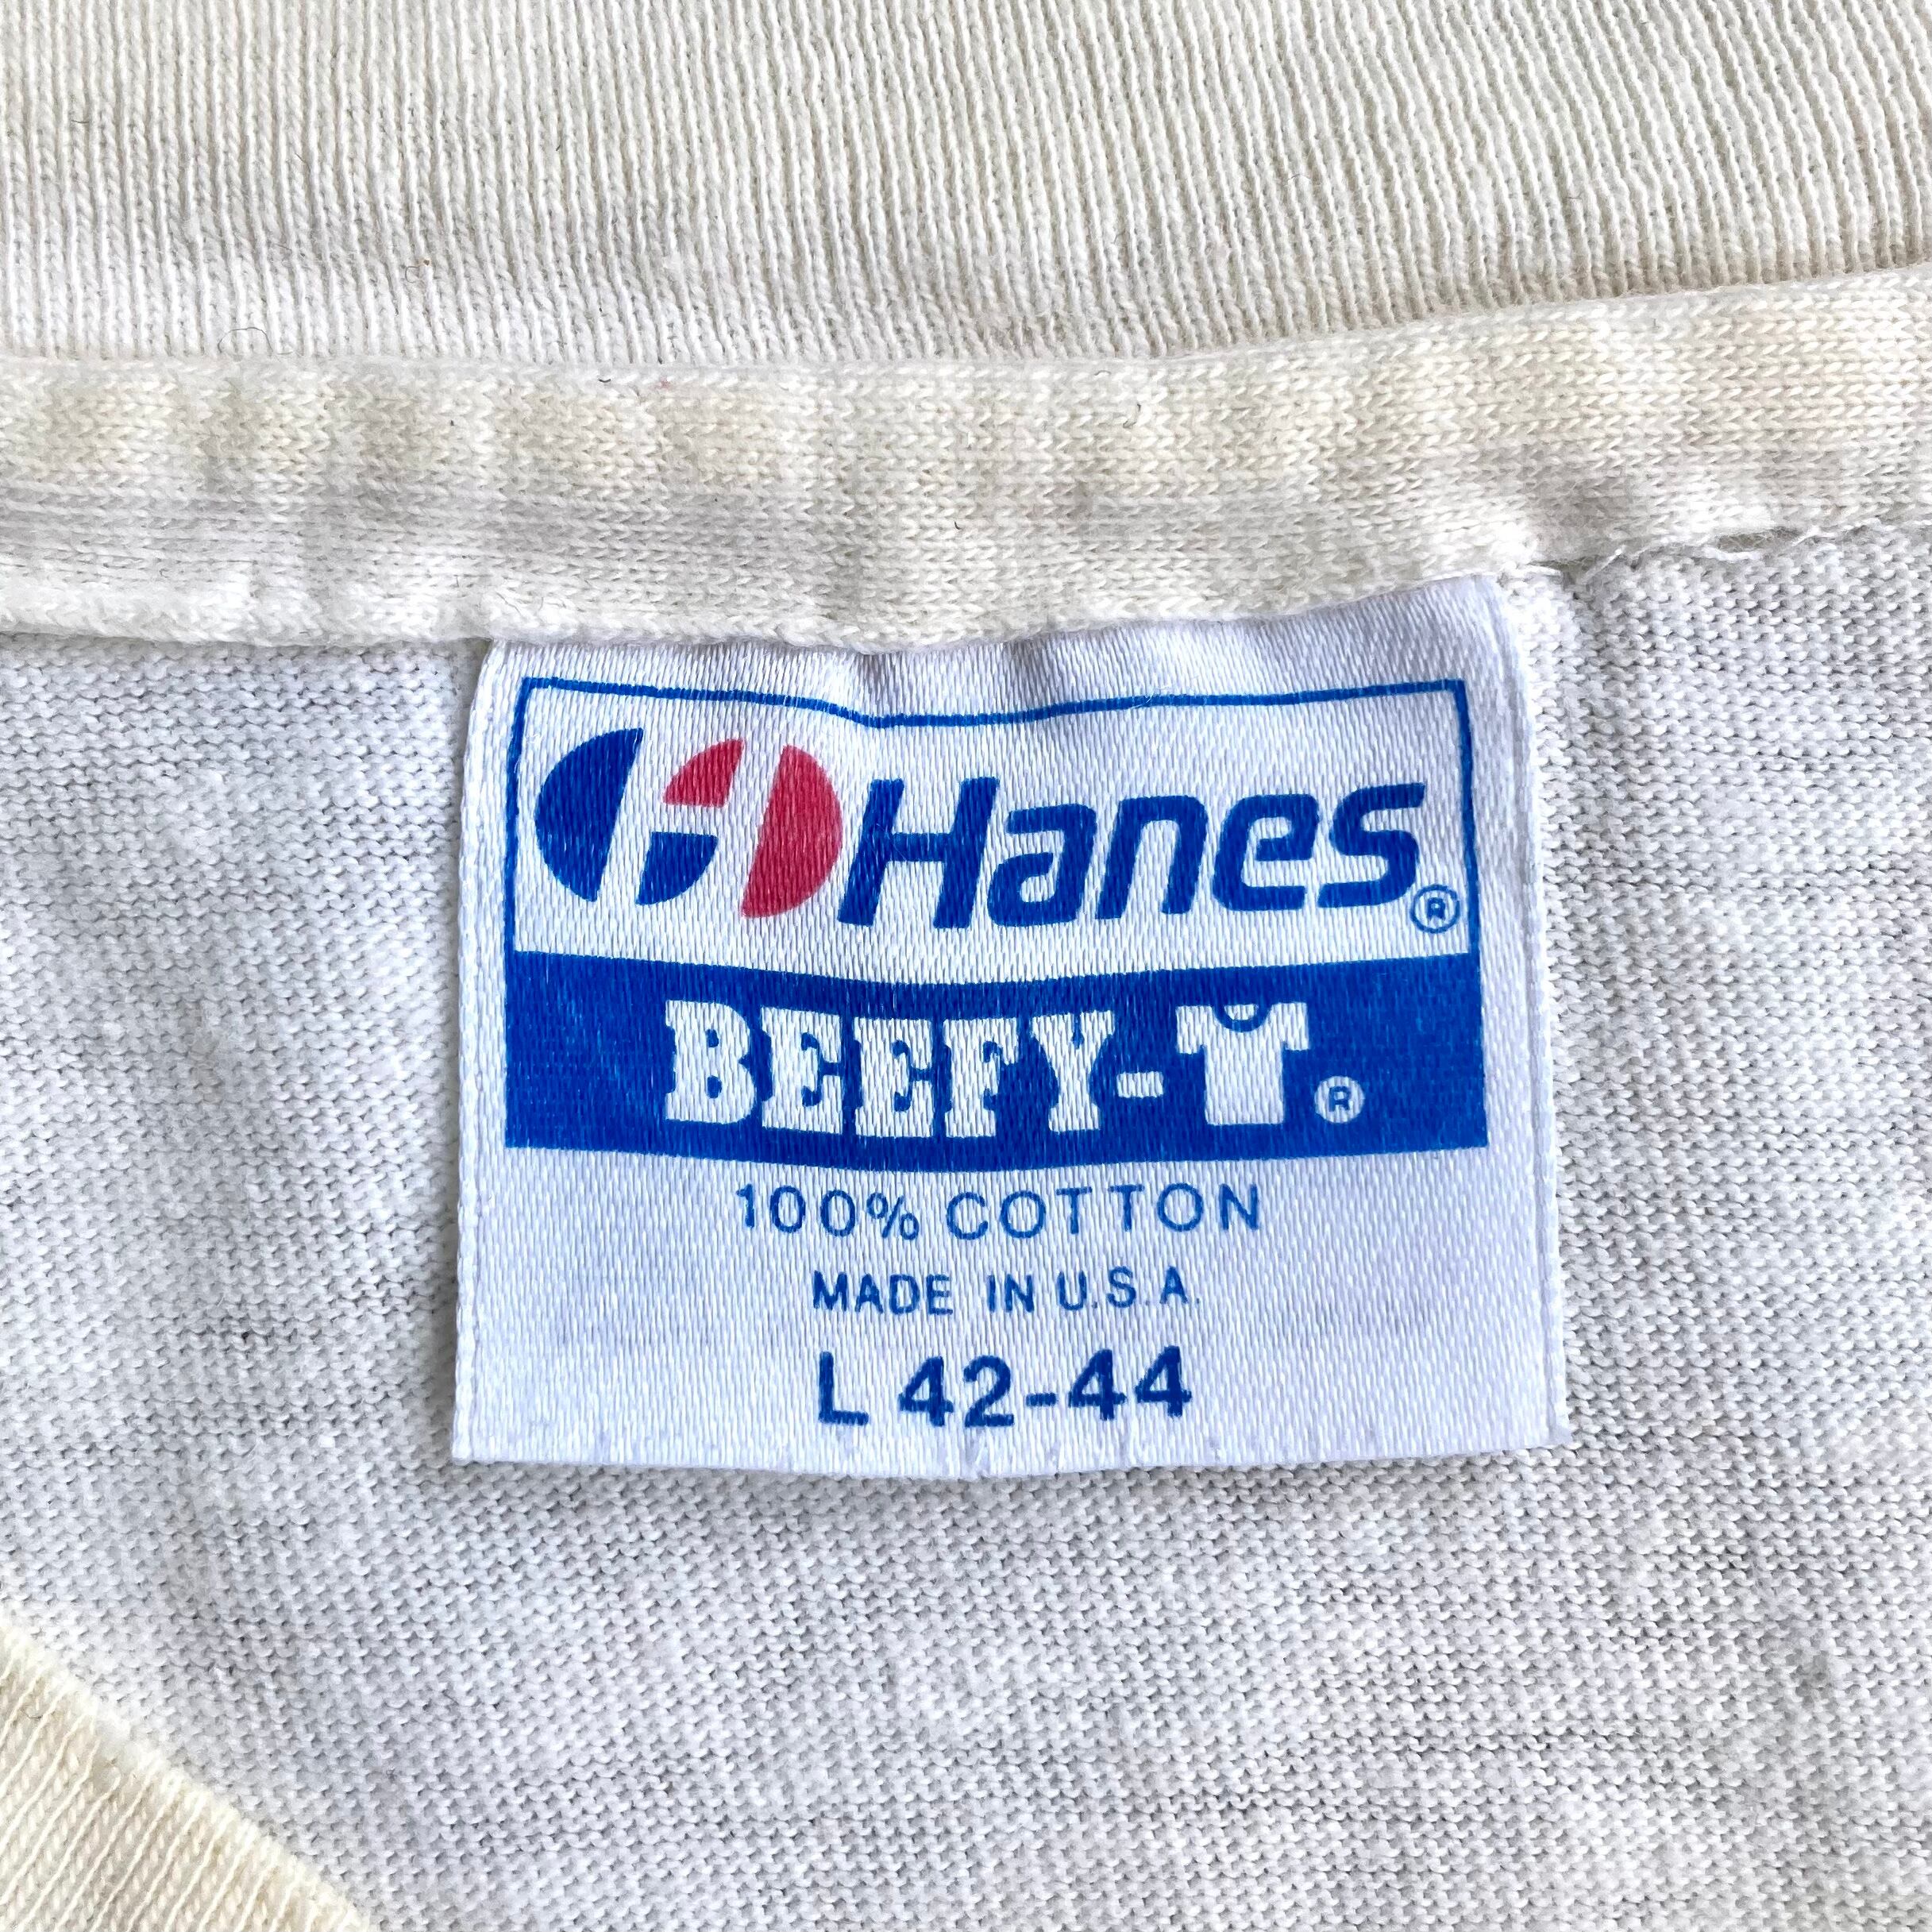 Hanes®
BEEFY-T®
100% COTTON
MADE IN U.S.A.
L 42-44